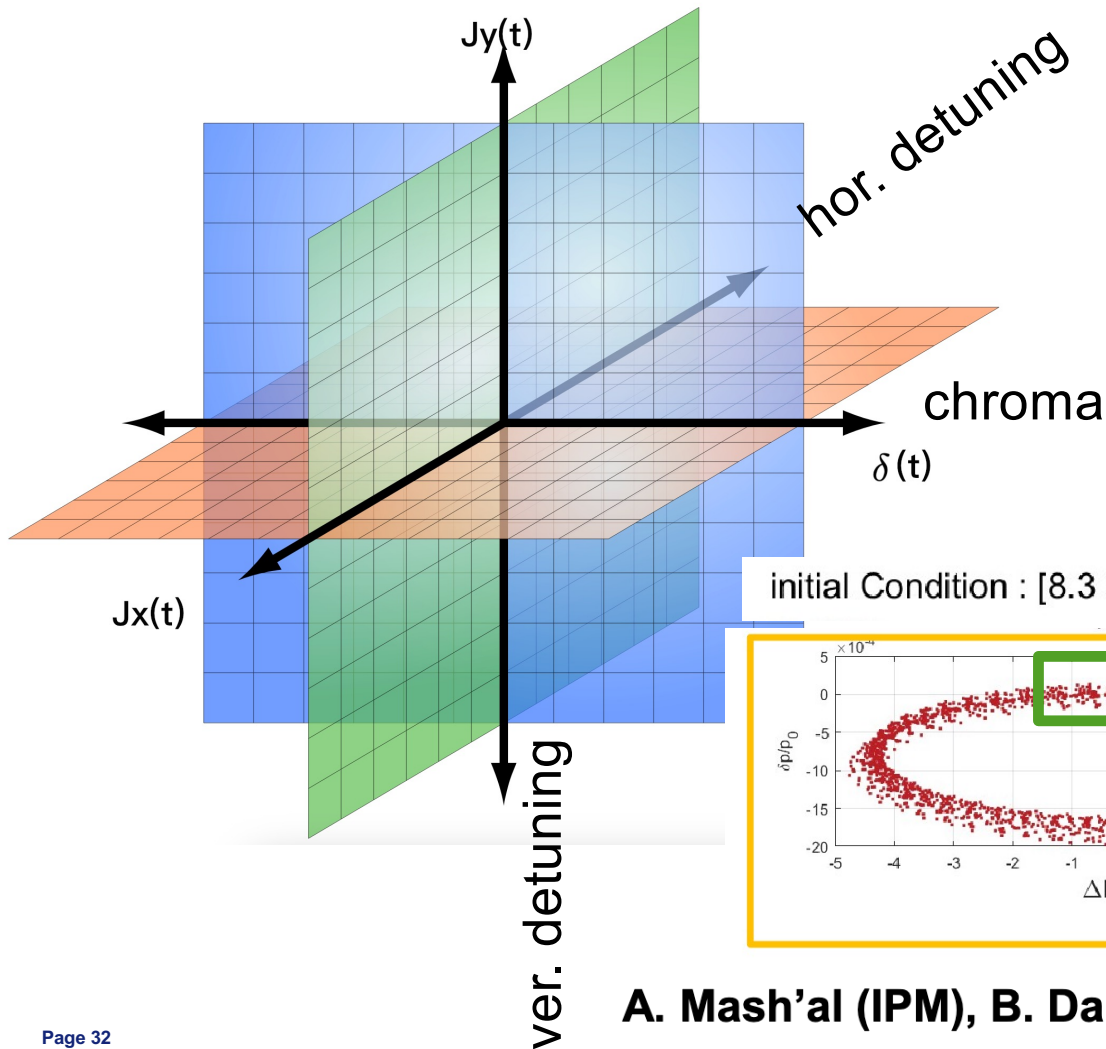 Jy(t)
hor. detuning
chroma
δ (t)
Jx(t)
initial Condition : [8.3
×10⁻⁴
5
0
-5
-10
-15
-20
δp/p₀
-5
-4
-3
-2
-1
ver. detuning
A. Mash'al (IPM), B. Da
Page 32